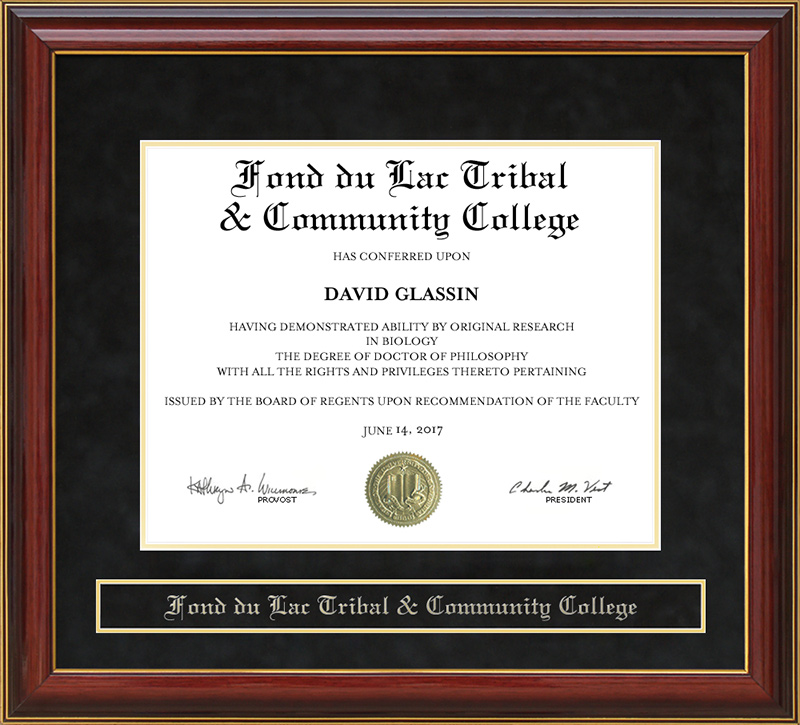 Fond du Lac Tribal
& Community College
HAS CONFERRED UPON
DAVID GLASSIN
HAVING DEMONSTRATED ABILITY BY ORIGINAL RESEARCH
IN BIOLOGY
THE DEGREE OF DOCTOR OF PHILOSOPHY
WITH ALL THE RIGHTS AND PRIVILEGES THERETO PERTAINING
ISSUED BY THE BOARD OF REGENTS UPON RECOMMENDATION OF THE FACULTY
JUNE 14, 2017
PROVOST
Charles M. Vest
PRESIDENT
Fond du Lac Tribal & Community College